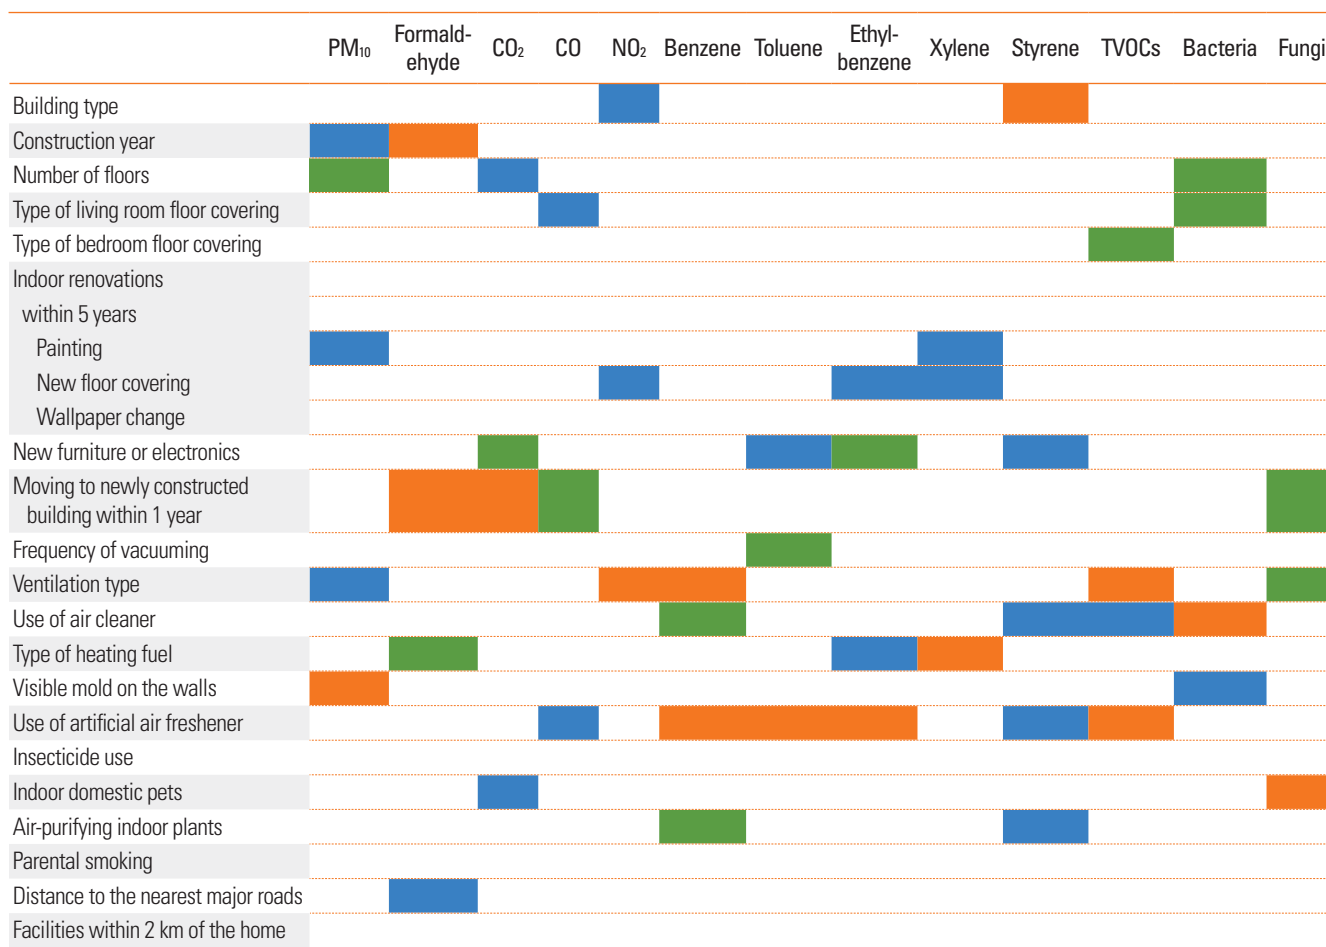 PM₁₀ Formald-ehyde CO₂ CO NO₂ Benzene Toluene Ethyl-benzene Xylene Styrene TVOCs Bacteria Fungi
Building type
Construction year
Number of floors
Type of living room floor covering
Type of bedroom floor covering
Indoor renovations
within 5 years
Painting
New floor covering
Wallpaper change
New furniture or electronics
Moving to newly constructed
building within 1 year
Frequency of vacuuming
Ventilation type
Use of air cleaner
Type of heating fuel
Visible mold on the walls
Use of artificial air freshener
Insecticide use
Indoor domestic pets
Air-purifying indoor plants
Parental smoking
Distance to the nearest major roads
Facilities within 2 km of the home